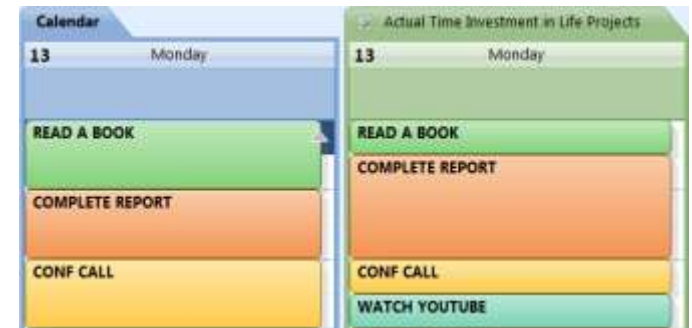 Calendar
13 Monday
READ A BOOK
COMPLETE REPORT
CONF CALL
Actual Time Investment in Life Projects
13 Monday
READ A BOOK
COMPLETE REPORT
CONF CALL
WATCH YOUTUBE